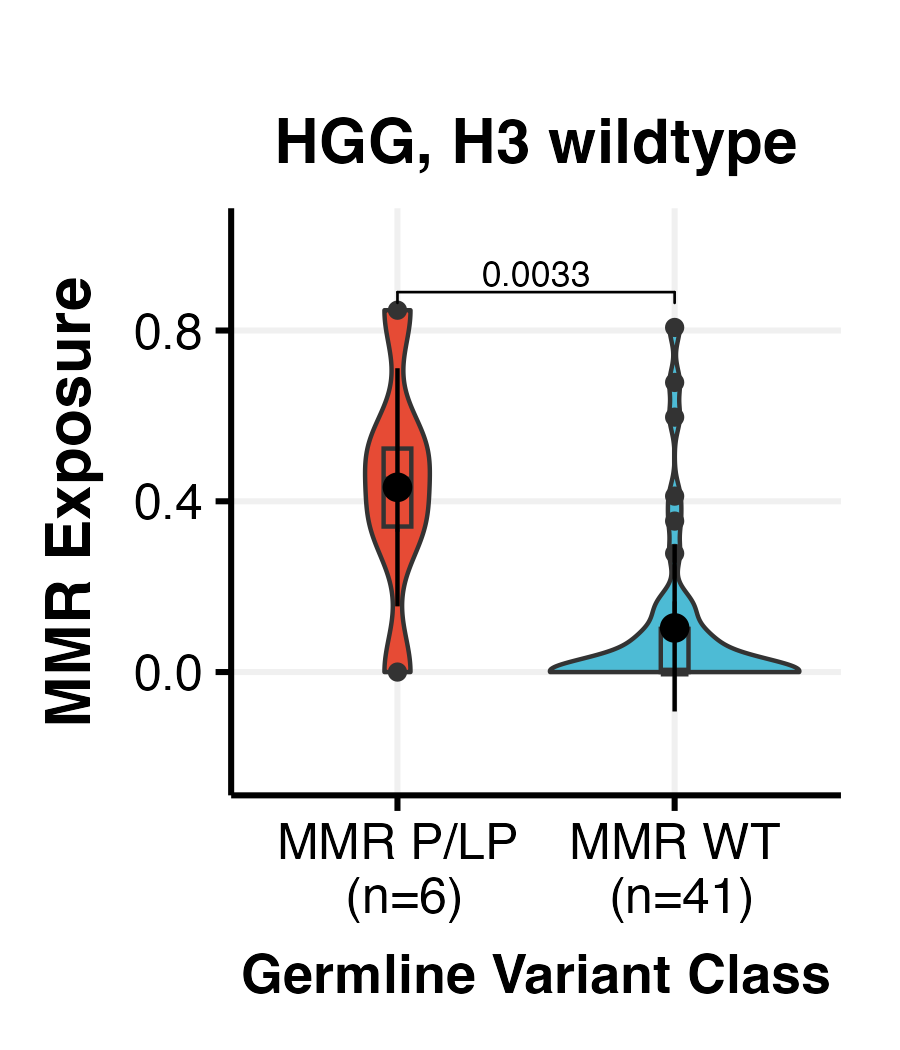 HGG, H3 wildtype
0.0033
MMR Exposure
0.8
0.4
0.0
MMR P/LP
(n=6)
MMR WT
(n=41)
Germline Variant Class